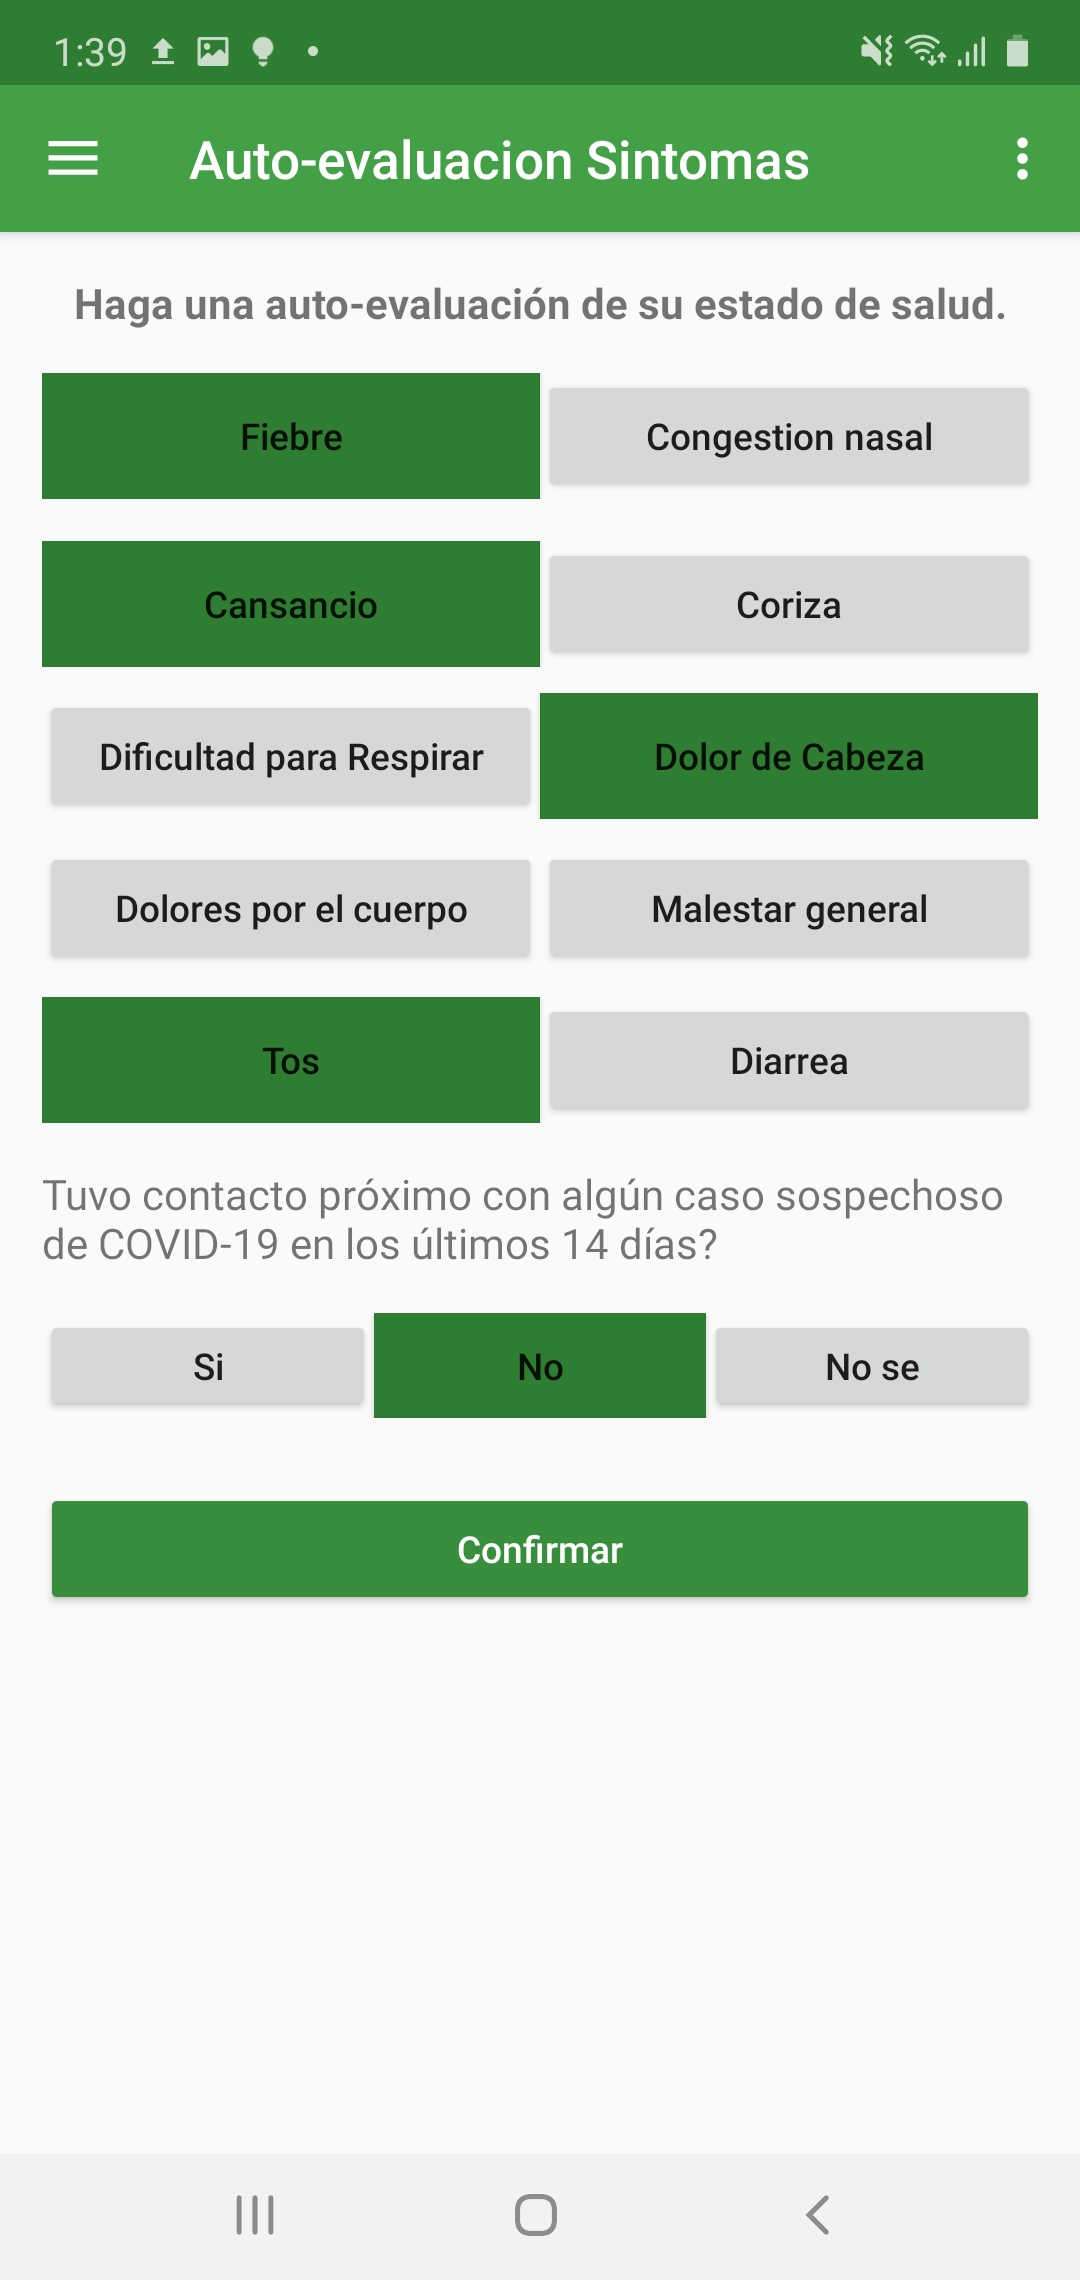 1:39
Auto-evaluacion Sintomas
Haga una auto-evaluación de su estado de salud.
Fiebre
Congestion nasal
Cansancio
Coriza
Dificultad para Respirar
Dolor de Cabeza
Dolores por el cuerpo
Malestar general
Tos
Diarrea
Tuvo contacto próximo con algún caso sospechoso
de COVID-19 en los últimos 14 días?
Si
No
No se
Confirmar